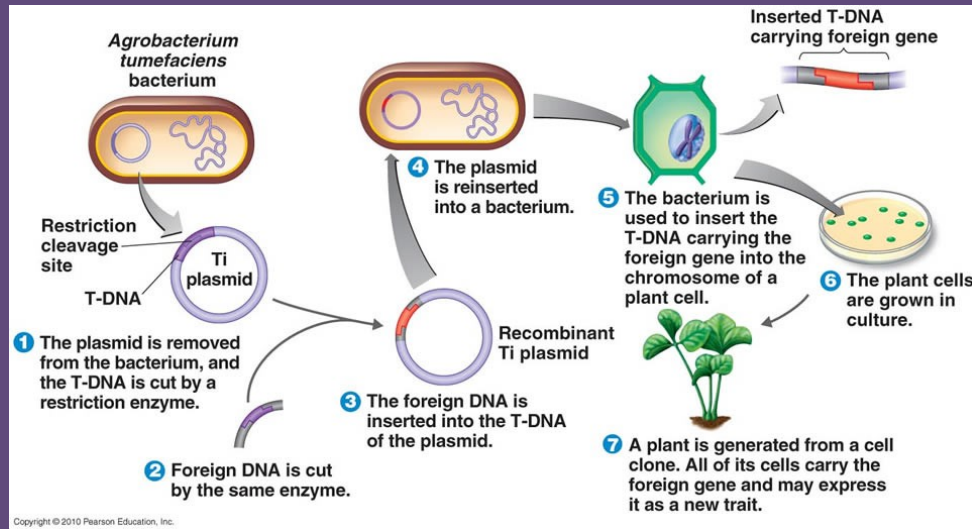 Agrobacterium
tumefaciens
bacterium
Restriction
cleavage
site
T-DNA
Ti
plasmid
1 The plasmid is removed
from the bacterium, and
the T-DNA is cut by a
restriction enzyme.
2 Foreign DNA is cut
by the same enzyme.
Recombinant
Ti plasmid
3 The foreign DNA is
inserted into the T-DNA
of the plasmid.
4 The plasmid
is reinserted
into a bacterium.
Inserted T-DNA
carrying foreign gene
5 The bacterium is
used to insert the
T-DNA carrying the
foreign gene into the
chromosome of a
plant cell.
6 The plant cells
are grown in
culture.
7 A plant is generated from a cell
clone. All of its cells carry the
foreign gene and may express
it as a new trait.
Copyright © 2010 Pearson Education, Inc.